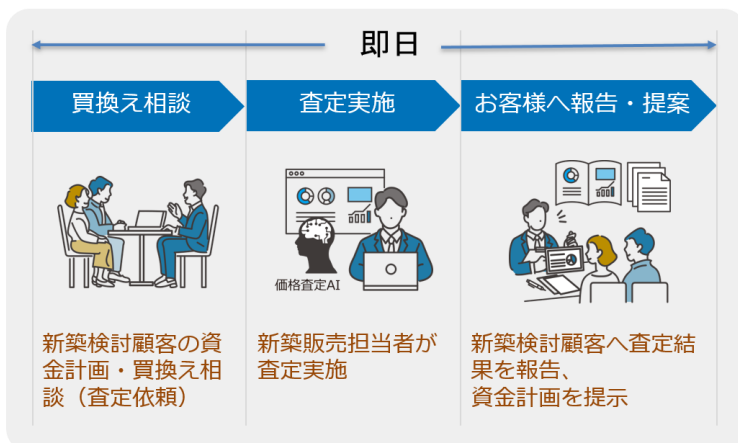 即日
買換え相談
査定実施
お客様へ報告・提案
価格査定AI
新築検討顧客の資
金計画・買換え相
談（査定依頼）
新築販売担当者が
査定実施
新築検討顧客へ査定結
果を報告、
資金計画を提示